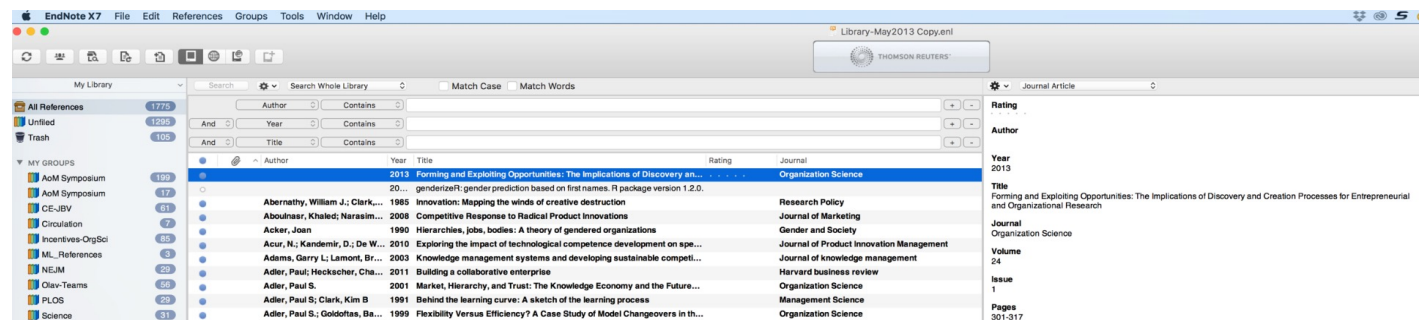 EndNote X7 File Edit References Groups Tools Window Help
Library-May2013 Copy.enl
THOMSON REUTERS
My Library
Search Search Whole Library Match Case Match Words
Journal Article
All References 1775
Unfiled 1295
Trash 105
MY GROUPS
AoM Symposium 199
AoM Symposium 17
CE-JBV 61
Circulation 7
Incentives-OrgSci 85
ML_References 3
NEJM 29
Olav-Teams 56
PLOS 29
Science 31
Author Contains + -
And Year Contains + -
And Title Contains + -
Author Year Title Rating Journal
2013 Forming and Exploiting Opportunities: The Implications of Discovery an... Organization Science
20... genderizeR: gender prediction based on first names. R package version 1.2.0.
Abernathy, William J.; Clark,... 1985 Innovation: Mapping the winds of creative destruction Research Policy
Aboulnasr, Khaled; Narasim... 2008 Competitive Response to Radical Product Innovations Journal of Marketing
Acker, Joan 1990 Hierarchies, jobs, bodies: A theory of gendered organizations Gender and Society
Acur, N.; Kandemir, D.; De W... 2010 Exploring the impact of technological competence development on spe... Journal of Product Innovation Management
Adams, Garry L; Lamont, Br... 2003 Knowledge management systems and developing sustainable competi... Journal of knowledge management
Adler, Paul; Heckscher, Cha... 2011 Building a collaborative enterprise Harvard business review
Adler, Paul S. 2001 Market, Hierarchy, and Trust: The Knowledge Economy and the Future... Organization Science
Adler, Paul S; Clark, Kim B 1991 Behind the learning curve: A sketch of the learning process Management Science
Adler, Paul S.; Goldoftas, Ba... 1999 Flexibility Versus Efficiency? A Case Study of Model Changeovers in th... Organization Science
Rating
Author
Year
2013
Title
Forming and Exploiting Opportunities: The Implications of Discovery and Creation Processes for Entrepreneurial
and Organizational Research
Journal
Organization Science
Volume
24
Issue
1
Pages
301-317